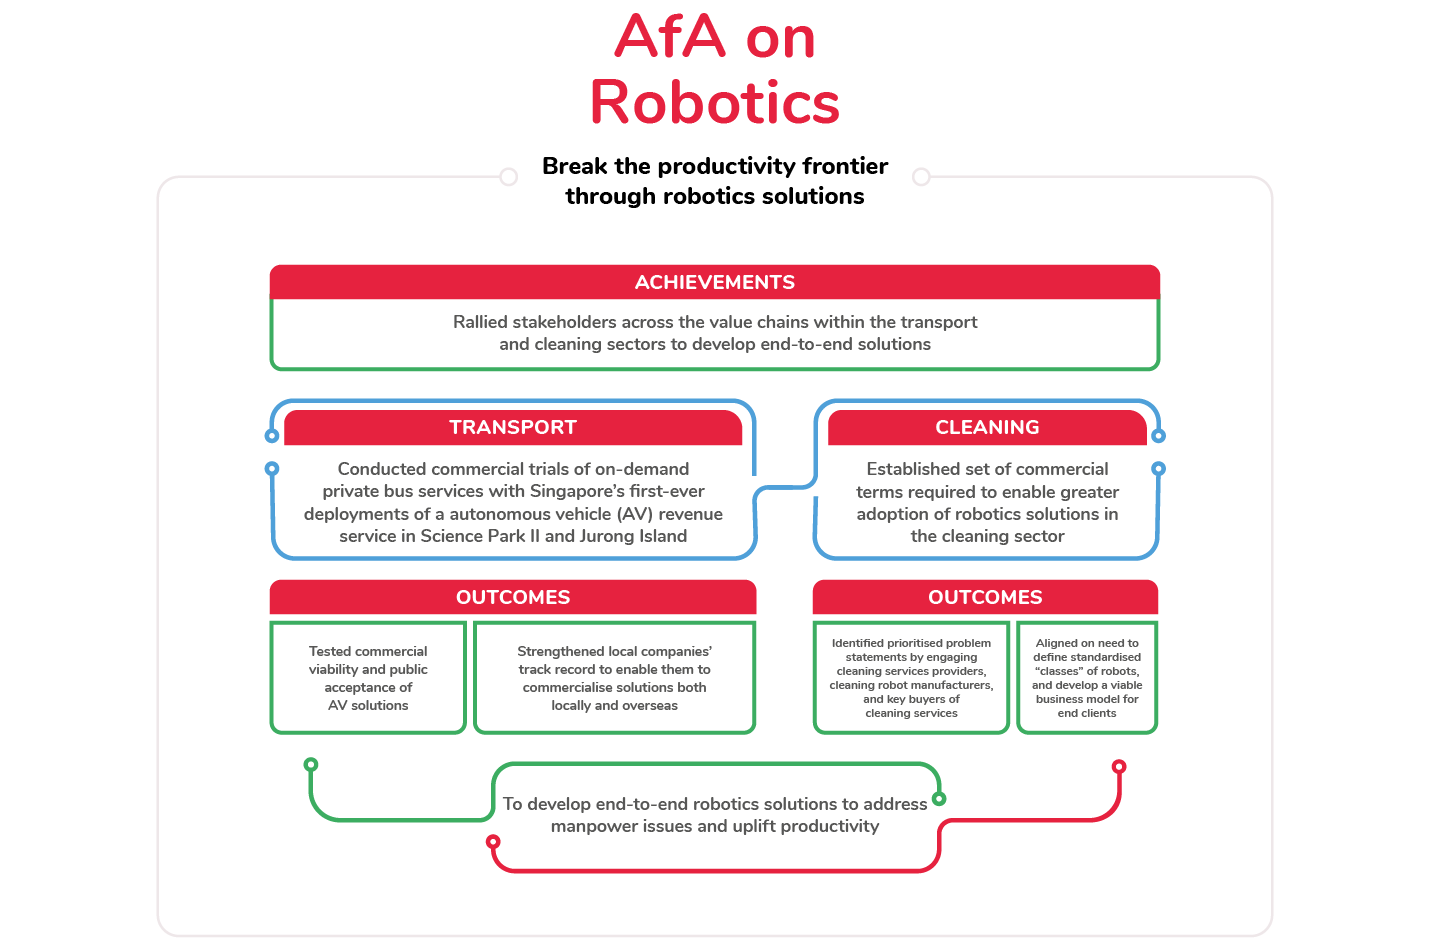 AfA on
Robotics
Break the productivity frontier
through robotics solutions
ACHIEVEMENTS
Rallied stakeholders across the value chains within the transport
and cleaning sectors to develop end-to-end solutions
TRANSPORT
Conducted commercial trials of on-demand
private bus services with Singapore's first-ever
deployments of a autonomous vehicle (AV) revenue
service in Science Park II and Jurong Island
CLEANING
Established set of commercial
terms required to enable greater
adoption of robotics solutions in
the cleaning sector
OUTCOMES
Tested commercial
viability and public
acceptance of
AV solutions
Strengthened local companies'
track record to enable them to
commercialise solutions both
locally and overseas
OUTCOMES
Identified prioritised problem
statements by engaging
cleaning services providers,
cleaning robot manufacturers,
and key buyers of
cleaning services
Aligned on need to
define standardised
“classes” of robots,
and develop a viable
business model for
end clients
To develop end-to-end robotics solutions to address
manpower issues and uplift productivity